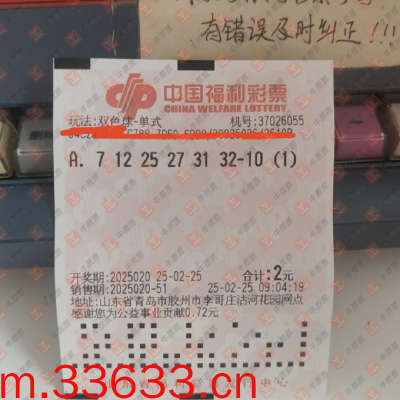 有错误及时纠正!!!
中国福利彩票
CHINA WELFARE LOTTERY
玩法:双色球-单式 机号:37026055
A. 7 12 25 27 31 32-10 (1)
开奖期:2025020 25-02-25 合计:2元
销售期:2025020-51 25-02-25 09:04:19
地址:山东省青岛市胶州市李哥庄沽河花园网点
感谢您为公益事业贡献0.72元
m.33633.cn